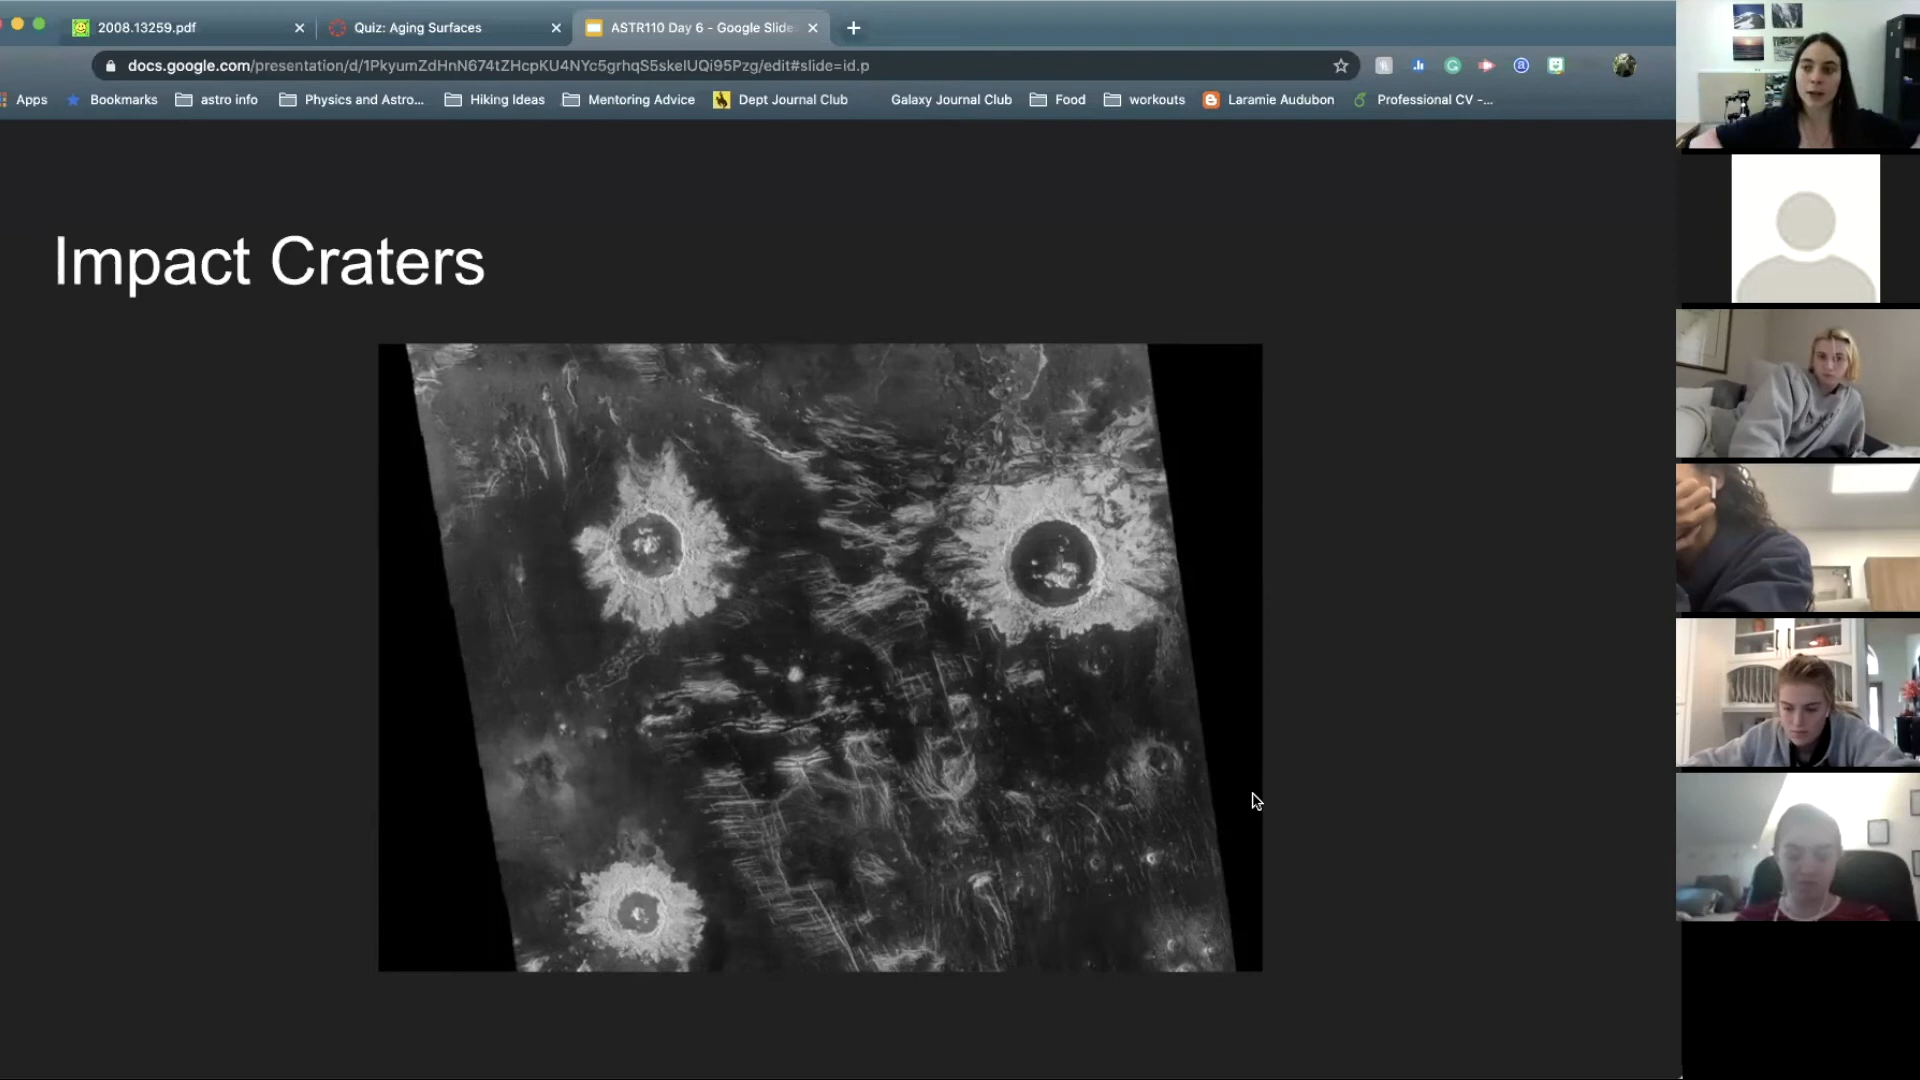 2008.13259.pdf
Quiz: Aging Surfaces
ASTR110 Day 6 - Google Slide
docs.google.com/presentation/d/1PkyumZdHnN674tZHcpKU4NYc5grhqS5skelUQi95Pzg/edit#slide=id.p
Apps Bookmarks astro info Physics and Astro... Hiking Ideas Mentoring Advice Dept Journal Club Galaxy Journal Club Food workouts Laramie Audubon Professional CV -...
Impact Craters